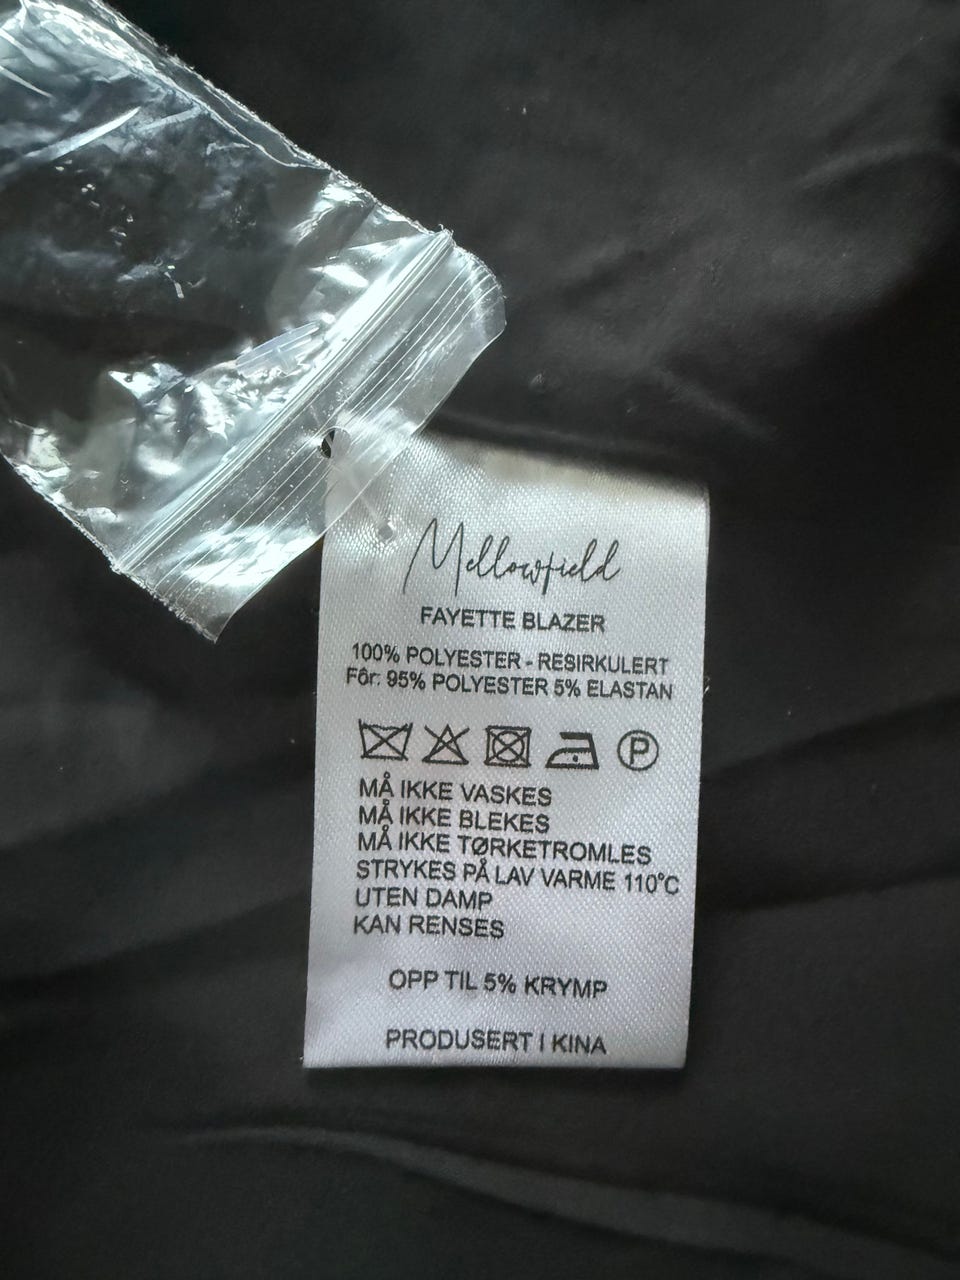 Mellowfield
FAYETTE BLAZER
100% POLYESTER - RESIRKULERT
Fôr: 95% POLYESTER 5% ELASTAN
P
MÅ IKKE VASKES
MÅ IKKE BLEKES
MÅ IKKE TØRKETROMLES
STRYKES PÅ LAV VARME 110°C
UTEN DAMP
KAN RENSES
OPP TIL 5% KRYMP
PRODUSERT I KINA